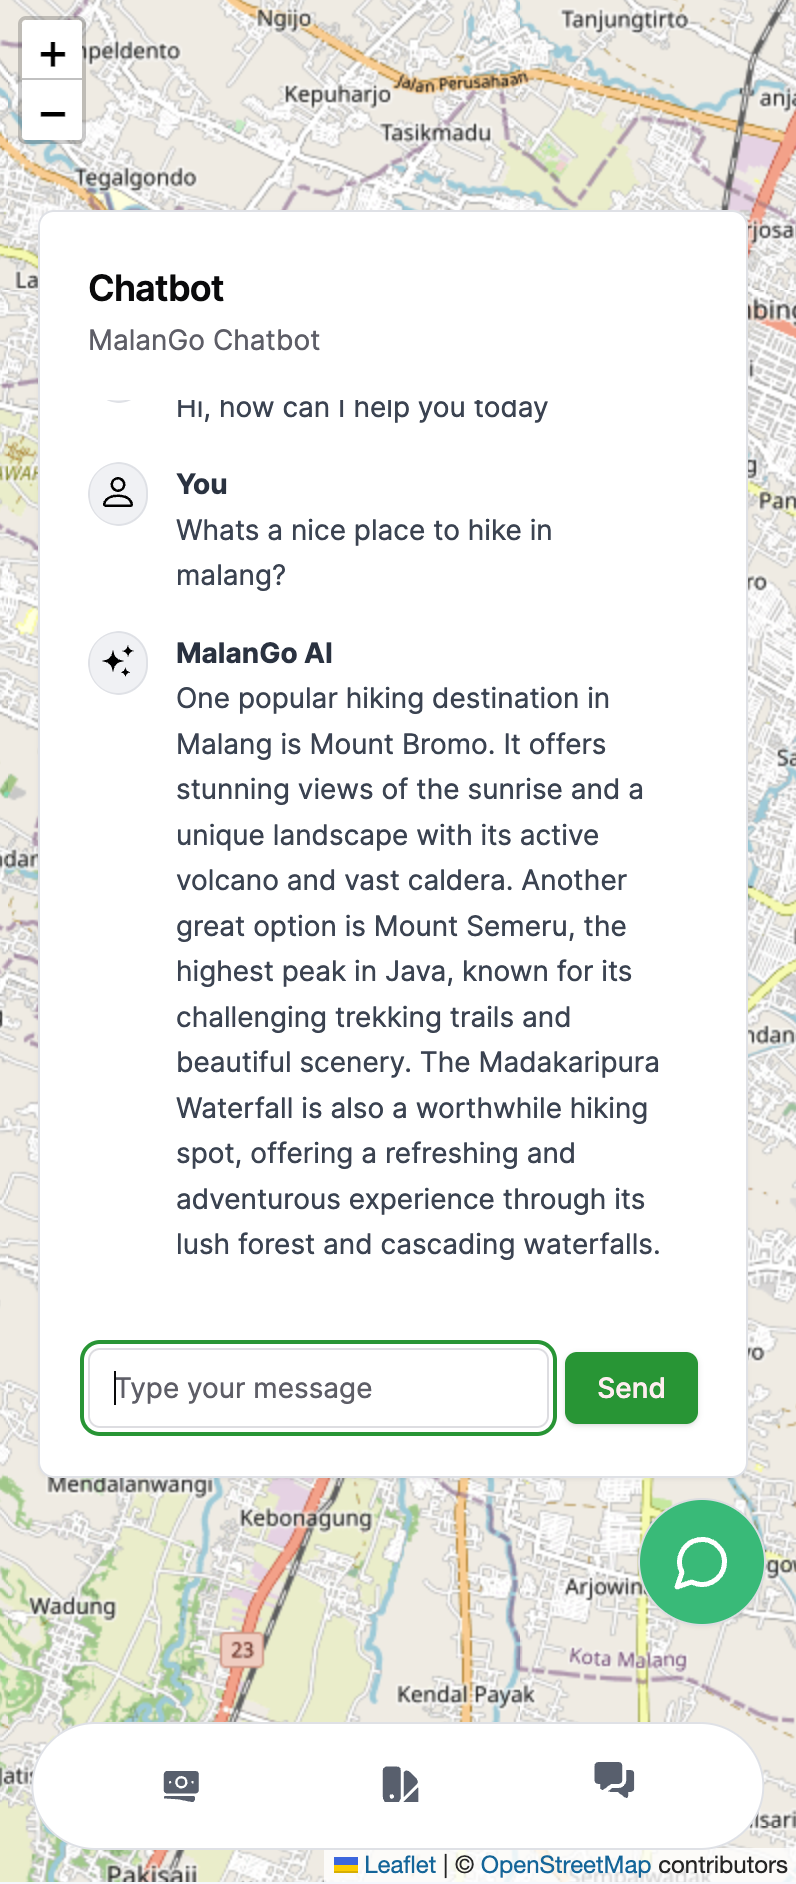 Ngijo
Tanjungtirto
Jalan Perusahaan
Kepuharjo
Tasikmadu
Tegalgondo
+
−
Chatbot
MalanGo Chatbot
Hi, how can I help you today
You
Whats a nice place to hike in
malang?
MalanGo AI
One popular hiking destination in
Malang is Mount Bromo. It offers
stunning views of the sunrise and a
unique landscape with its active
volcano and vast caldera. Another
great option is Mount Semeru, the
highest peak in Java, known for its
challenging trekking trails and
beautiful scenery. The Madakaripura
Waterfall is also a worthwhile hiking
spot, offering a refreshing and
adventurous experience through its
lush forest and cascading waterfalls.
Type your message
Send
Mendalanwangi
Kebonagung
Wadung
23
Kota Malang
Kendal Payak
Pakisaji
Leaflet | © OpenStreetMap contributors